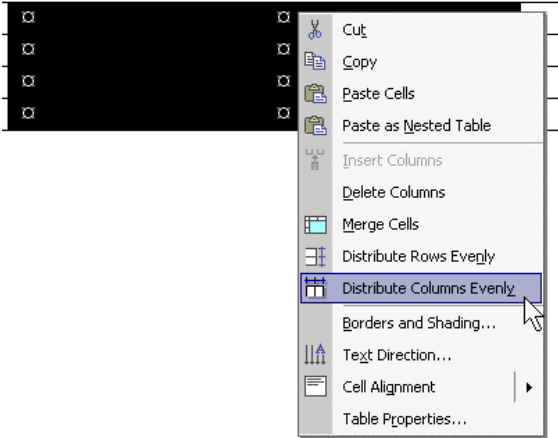 Cut
Copy
Paste Cells
Paste as Nested Table
Insert Columns
Delete Columns
Merge Cells
Distribute Rows Evenly
Distribute Columns Evenly
Borders and Shading...
Text Direction...
Cell Alignment
Table Properties...